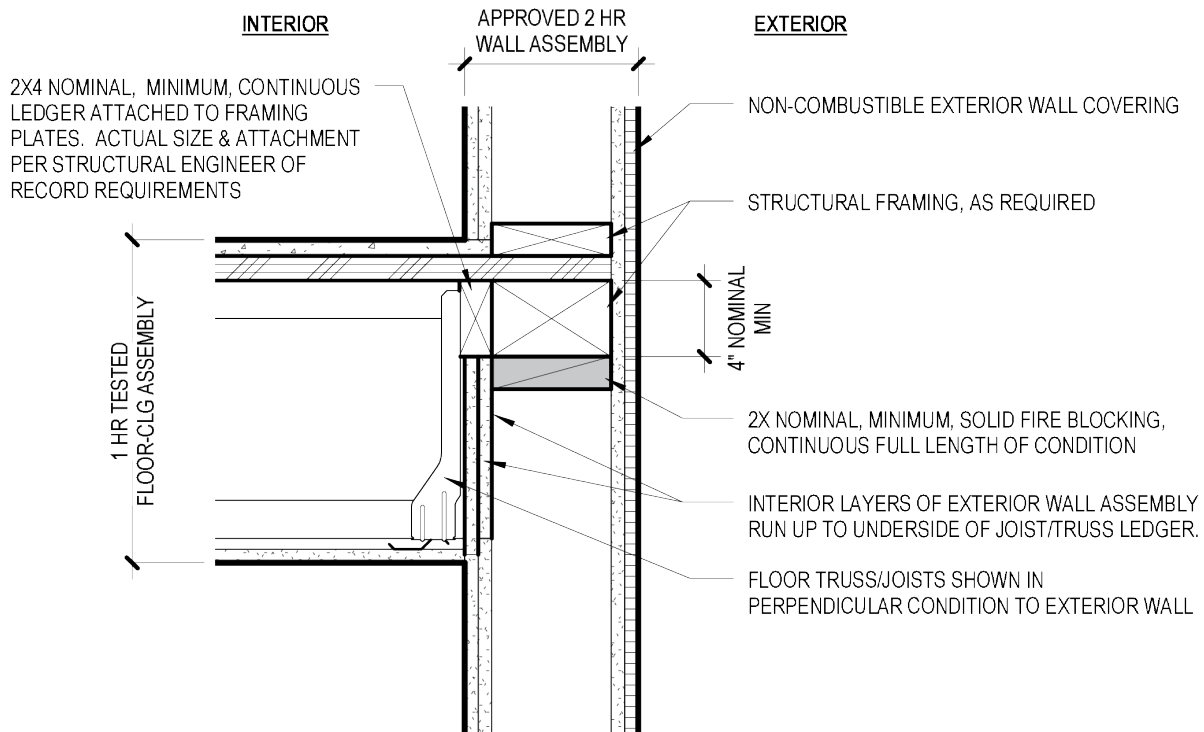 INTERIOR
APPROVED 2 HR
WALL ASSEMBLY
EXTERIOR
2X4 NOMINAL, MINIMUM, CONTINUOUS
LEDGER ATTACHED TO FRAMING
PLATES. ACTUAL SIZE & ATTACHMENT
PER STRUCTURAL ENGINEER OF
RECORD REQUIREMENTS
NON-COMBUSTIBLE EXTERIOR WALL COVERING
STRUCTURAL FRAMING, AS REQUIRED
4" NOMINAL
MIN
1 HR TESTED
FLOOR-CLG ASSEMBLY
2X NOMINAL, MINIMUM, SOLID FIRE BLOCKING,
CONTINUOUS FULL LENGTH OF CONDITION
INTERIOR LAYERS OF EXTERIOR WALL ASSEMBLY
RUN UP TO UNDERSIDE OF JOIST/TRUSS LEDGER.
FLOOR TRUSS/JOISTS SHOWN IN
PERPENDICULAR CONDITION TO EXTERIOR WALL